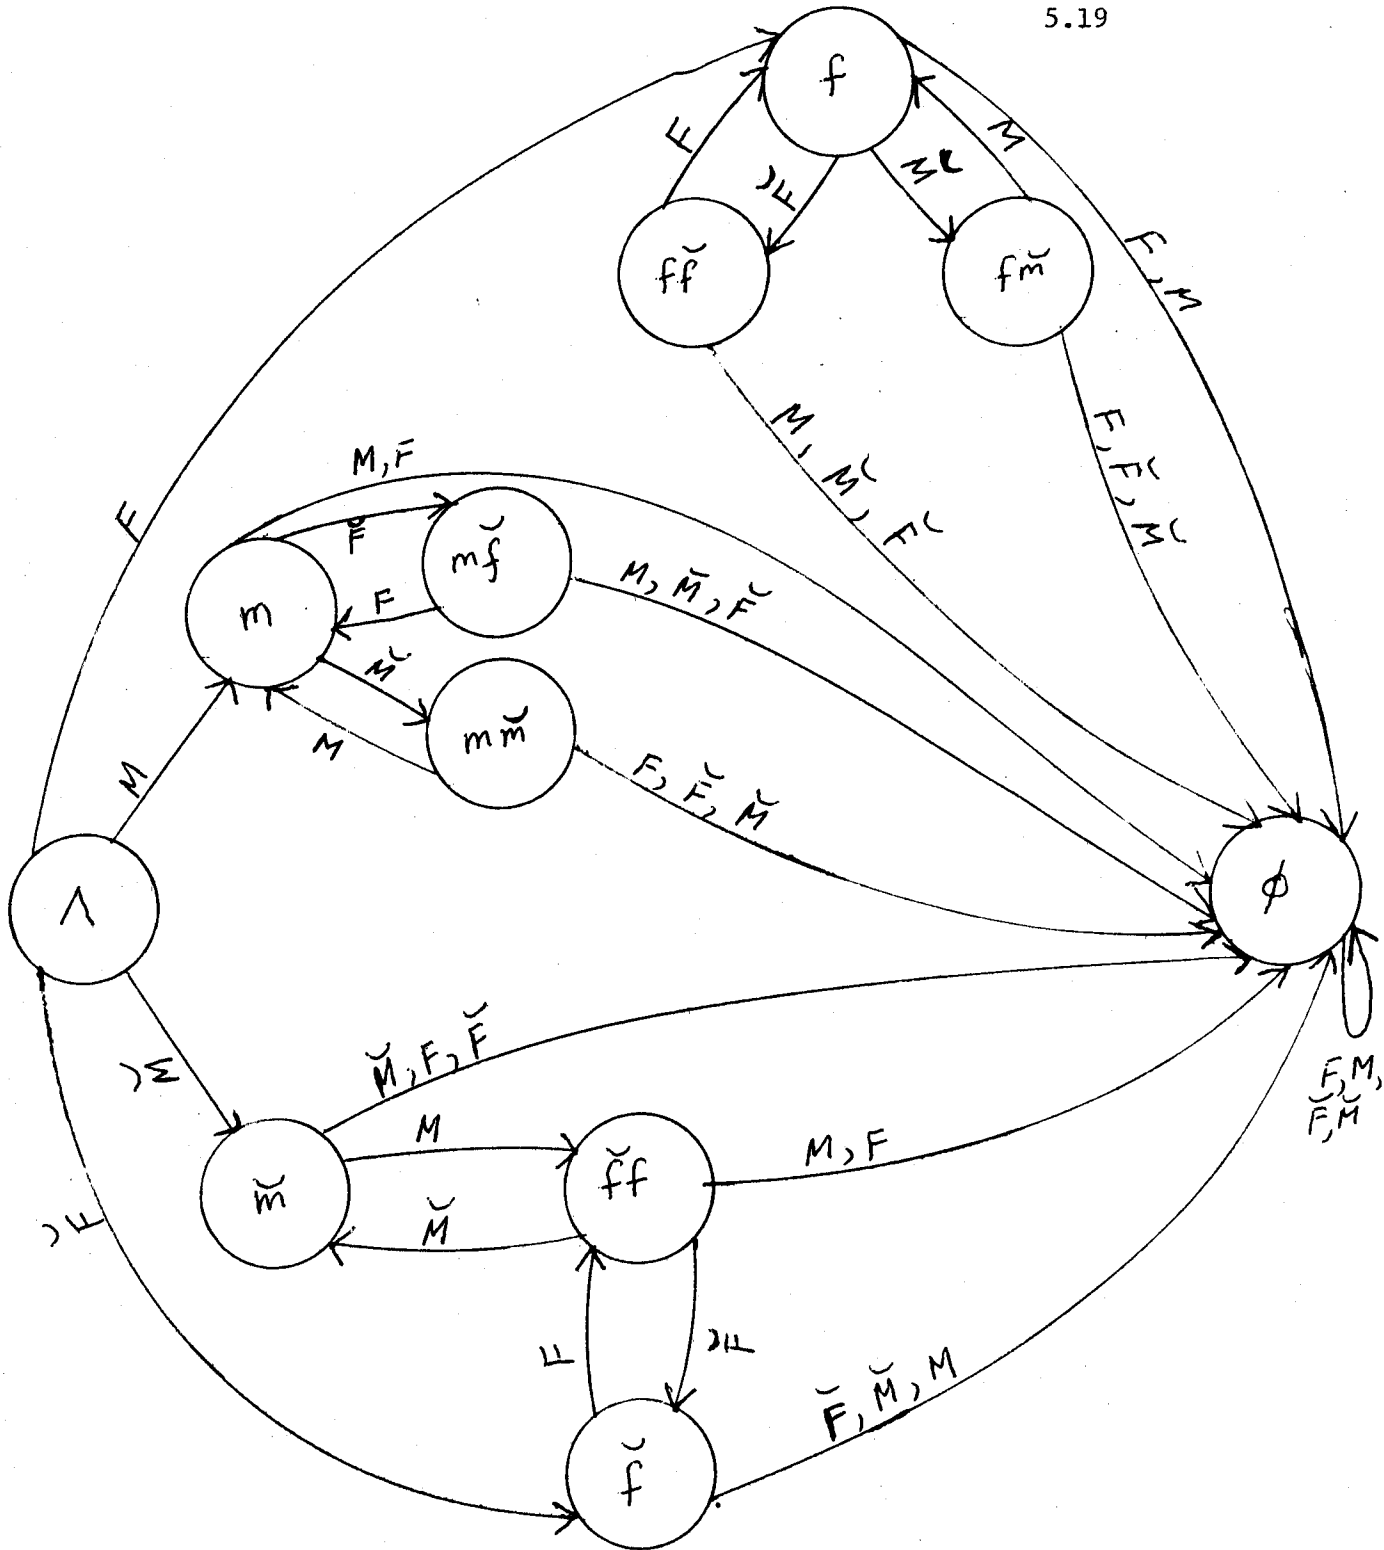 5.19
f
F
F̆
M̆
M
ff̆
fm̆
F, M
F
M, M̆, F̆
F, F̆, M̆
M, F
F̆
mf̆
m
F
M, M̆, F̆
M̆
mm̆
M
F, F̆, M̆
M
Λ
φ
M̆
M̆, F, F̆
F, M,
F̆, M̆
M
f̆f
M, F
m̆
M̆
F̆
F
F̆
F̆, M̆, M
f̆